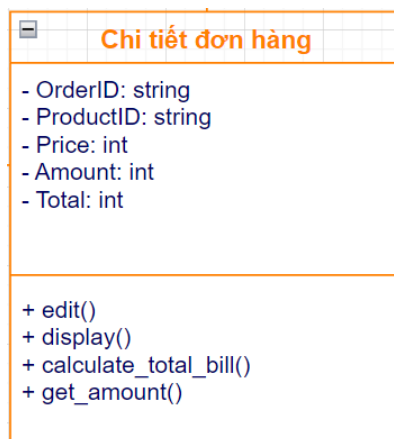 Chi tiết đơn hàng
- OrderID: string
- ProductID: string
- Price: int
- Amount: int
- Total: int
+ edit()
+ display()
+ calculate_total_bill()
+ get_amount()